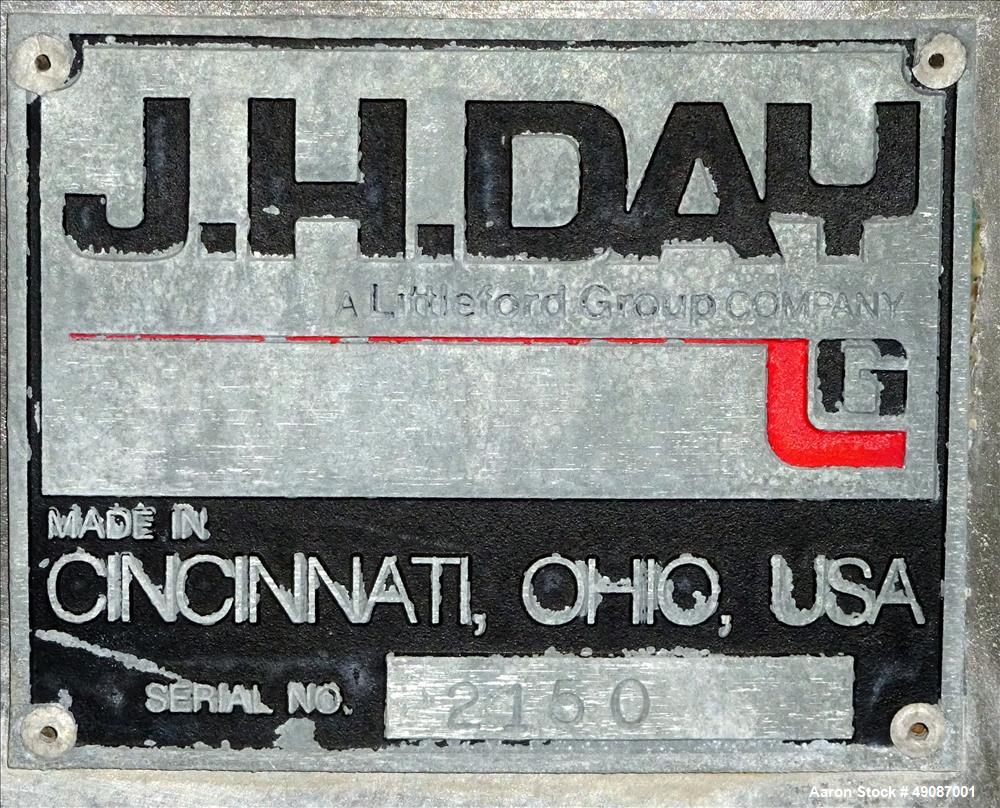 J.H.DAY
A Littleford Group COMPANY
LG
MADE IN
CINCINNATI, OHIO, USA
SERIAL NO. 2150
Aaron Stock # 49087001